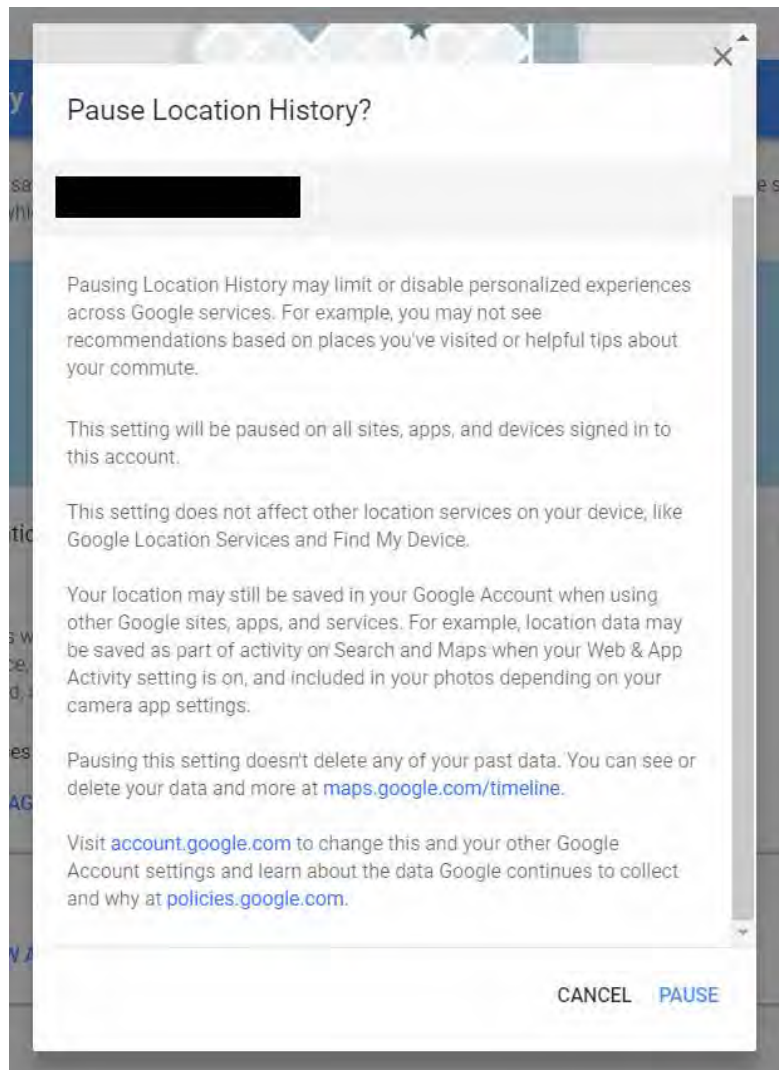 Pause Location History?
Pausing Location History may limit or disable personalized experiences
across Google services. For example, you may not see
recommendations based on places you've visited or helpful tips about
your commute.
This setting will be paused on all sites, apps, and devices signed in to
this account.
This setting does not affect other location services on your device, like
Google Location Services and Find My Device.
Your location may still be saved in your Google Account when using
other Google sites, apps, and services. For example, location data may
be saved as part of activity on Search and Maps when your Web & App
Activity setting is on, and included in your photos depending on your
camera app settings.
Pausing this setting doesn't delete any of your past data. You can see or
delete your data and more at maps.google.com/timeline.
Visit account.google.com to change this and your other Google
Account settings and learn about the data Google continues to collect
and why at policies.google.com.
CANCEL PAUSE